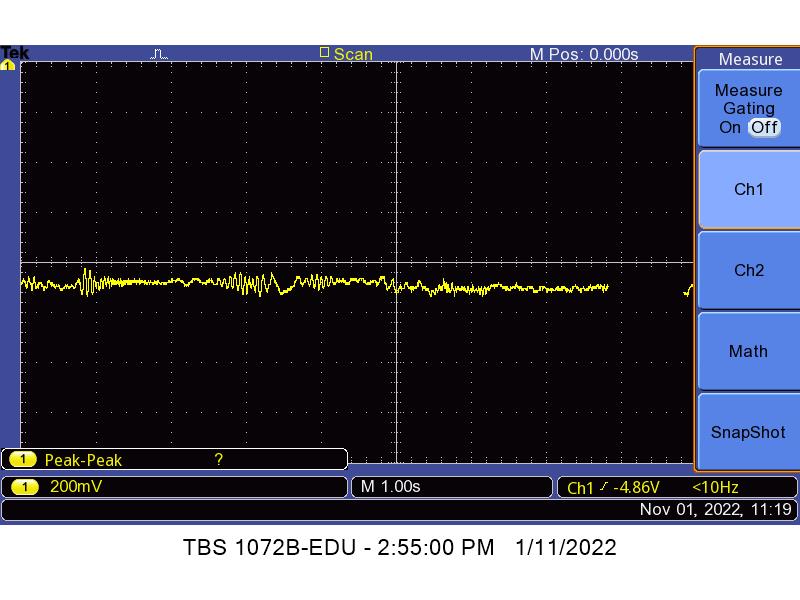 Tek
Scan
M Pos: 0.000s
Measure
1
Measure
Gating
On Off
Ch1
Ch2
Math
SnapShot
1 Peak-Peak ?
1 200mV M 1.00s Ch1 -4.86V <10Hz
Nov 01, 2022, 11:19
TBS 1072B-EDU - 2:55:00 PM 1/11/2022